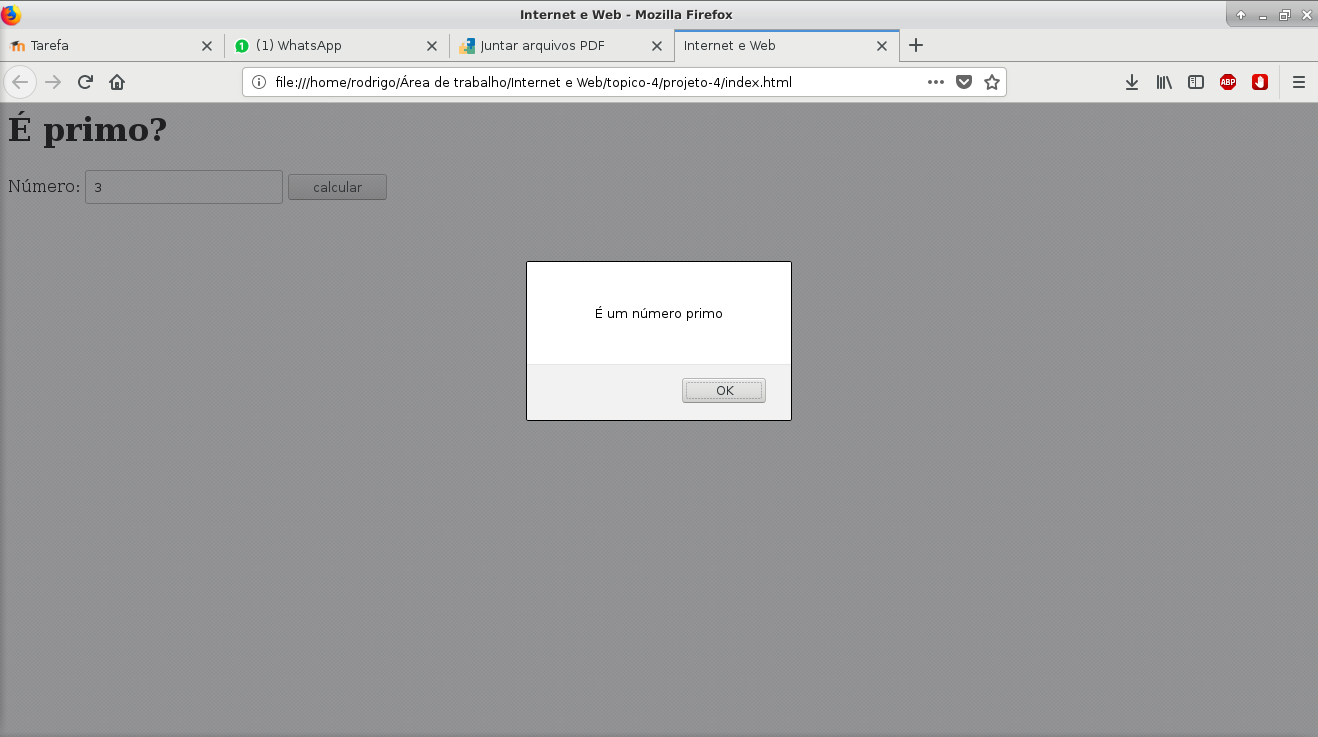 Internet e Web - Mozilla Firefox
Tarefa
(1) WhatsApp
Juntar arquivos PDF
Internet e Web
file:///home/rodrigo/Área de trabalho/Internet e Web/topico-4/projeto-4/index.html
ABP
É primo?
Número: 3 calcular
É um número primo
OK